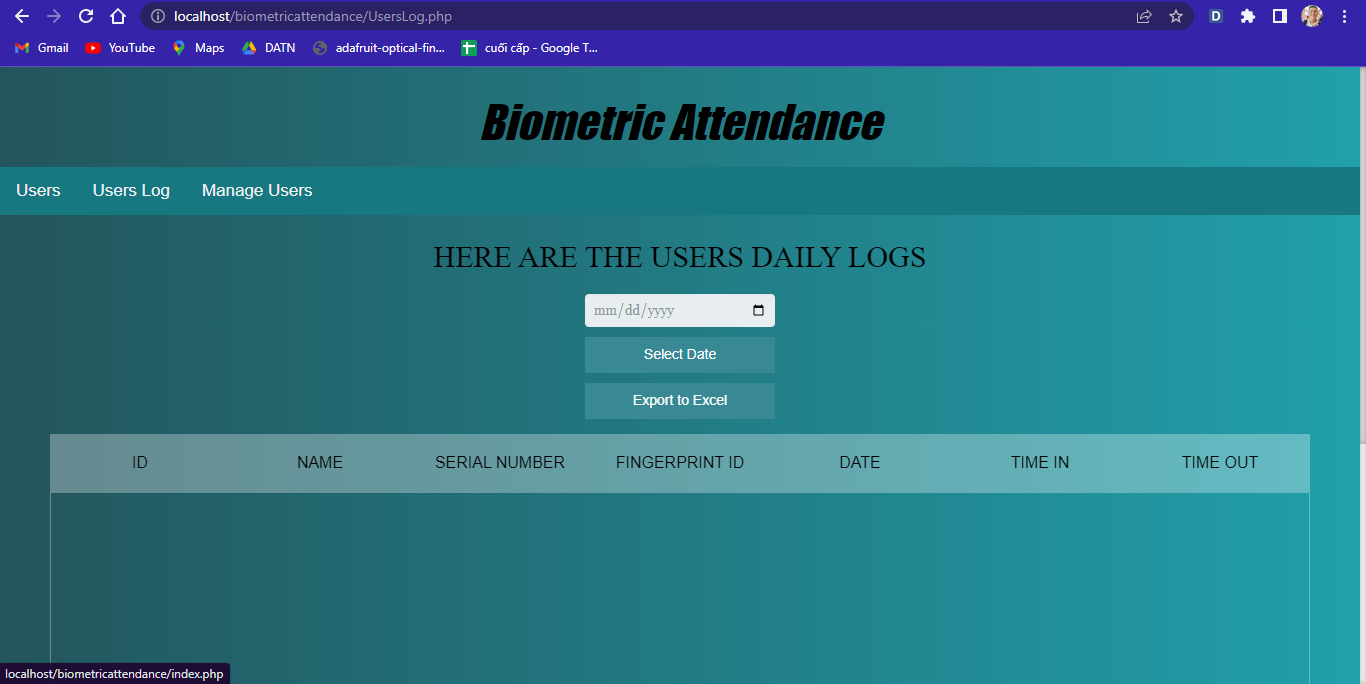 localhost/biometricattendance/UsersLog.php
D
Gmail YouTube Maps DATN adafruit-optical-fin... cuối cấp - Google T...
Biometric Attendance
Users Users Log Manage Users
HERE ARE THE USERS DAILY LOGS
mm/dd/yyyy
Select Date
Export to Excel
ID NAME SERIAL NUMBER FINGERPRINT ID DATE TIME IN TIME OUT
localhost/biometricattendance/index.php